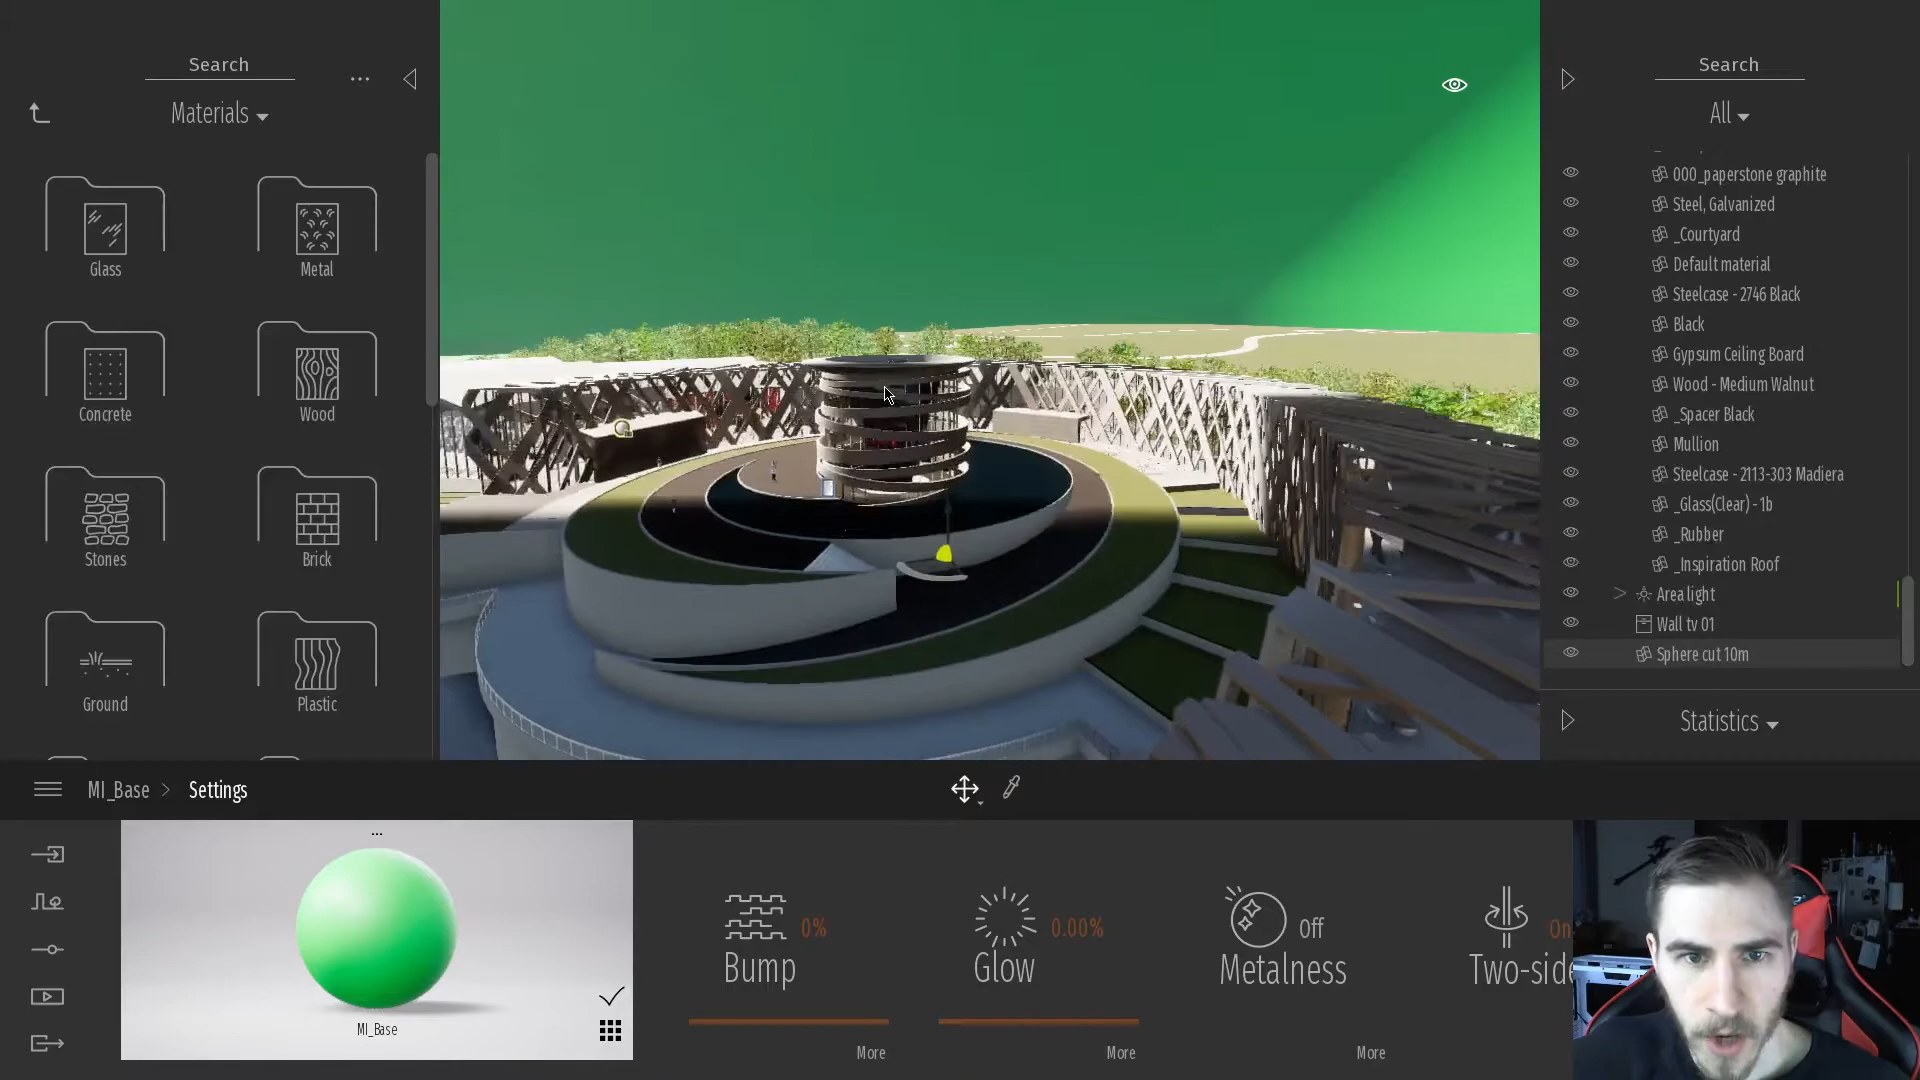 Search
...
Materials
Glass
Metal
Concrete
Wood
Stones
Brick
Ground
Plastic
Search
All
000_paperstone graphite
Steel, Galvanized
_Courtyard
Default material
Steelcase - 2746 Black
Black
Gypsum Ceiling Board
Wood - Medium Walnut
_Spacer Black
Mullion
Steelcase - 2113-303 Madiera
_Glass(Clear) - 1b
_Rubber
_Inspiration Roof
> Area light
Wall tv 01
Sphere cut 10m
Statistics
MI_Base > Settings
...
MI_Base
0%
Bump
More
0.00%
Glow
More
Off
Metalness
More
On
Two-side